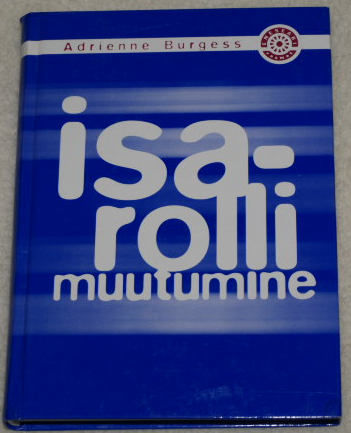 Adrienne Burgess
isa-
rolli
muutumine